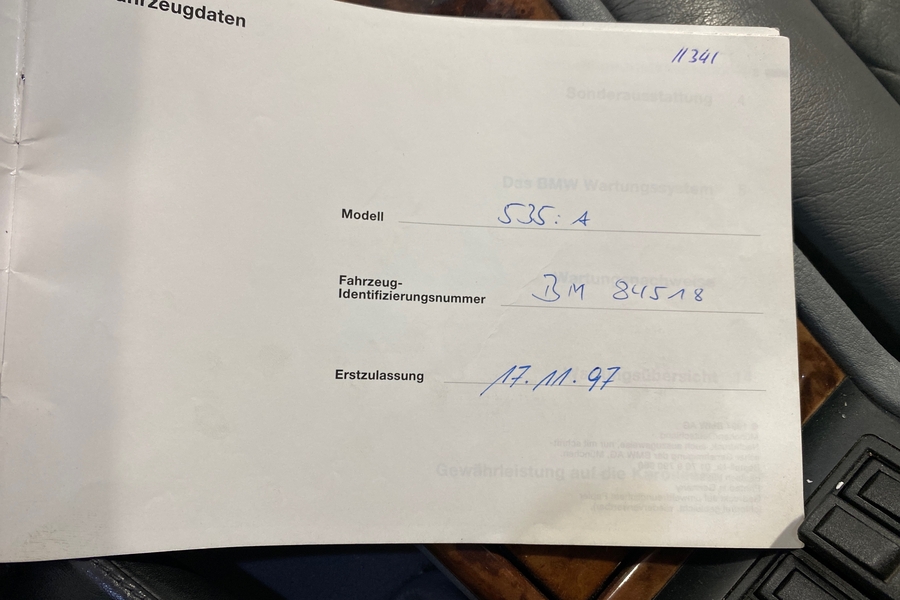 Fahrzeugdaten
11341
Modell 535i A
Fahrzeug-
Identifizierungsnummer BM 84518
Erstzulassung 17.11.97